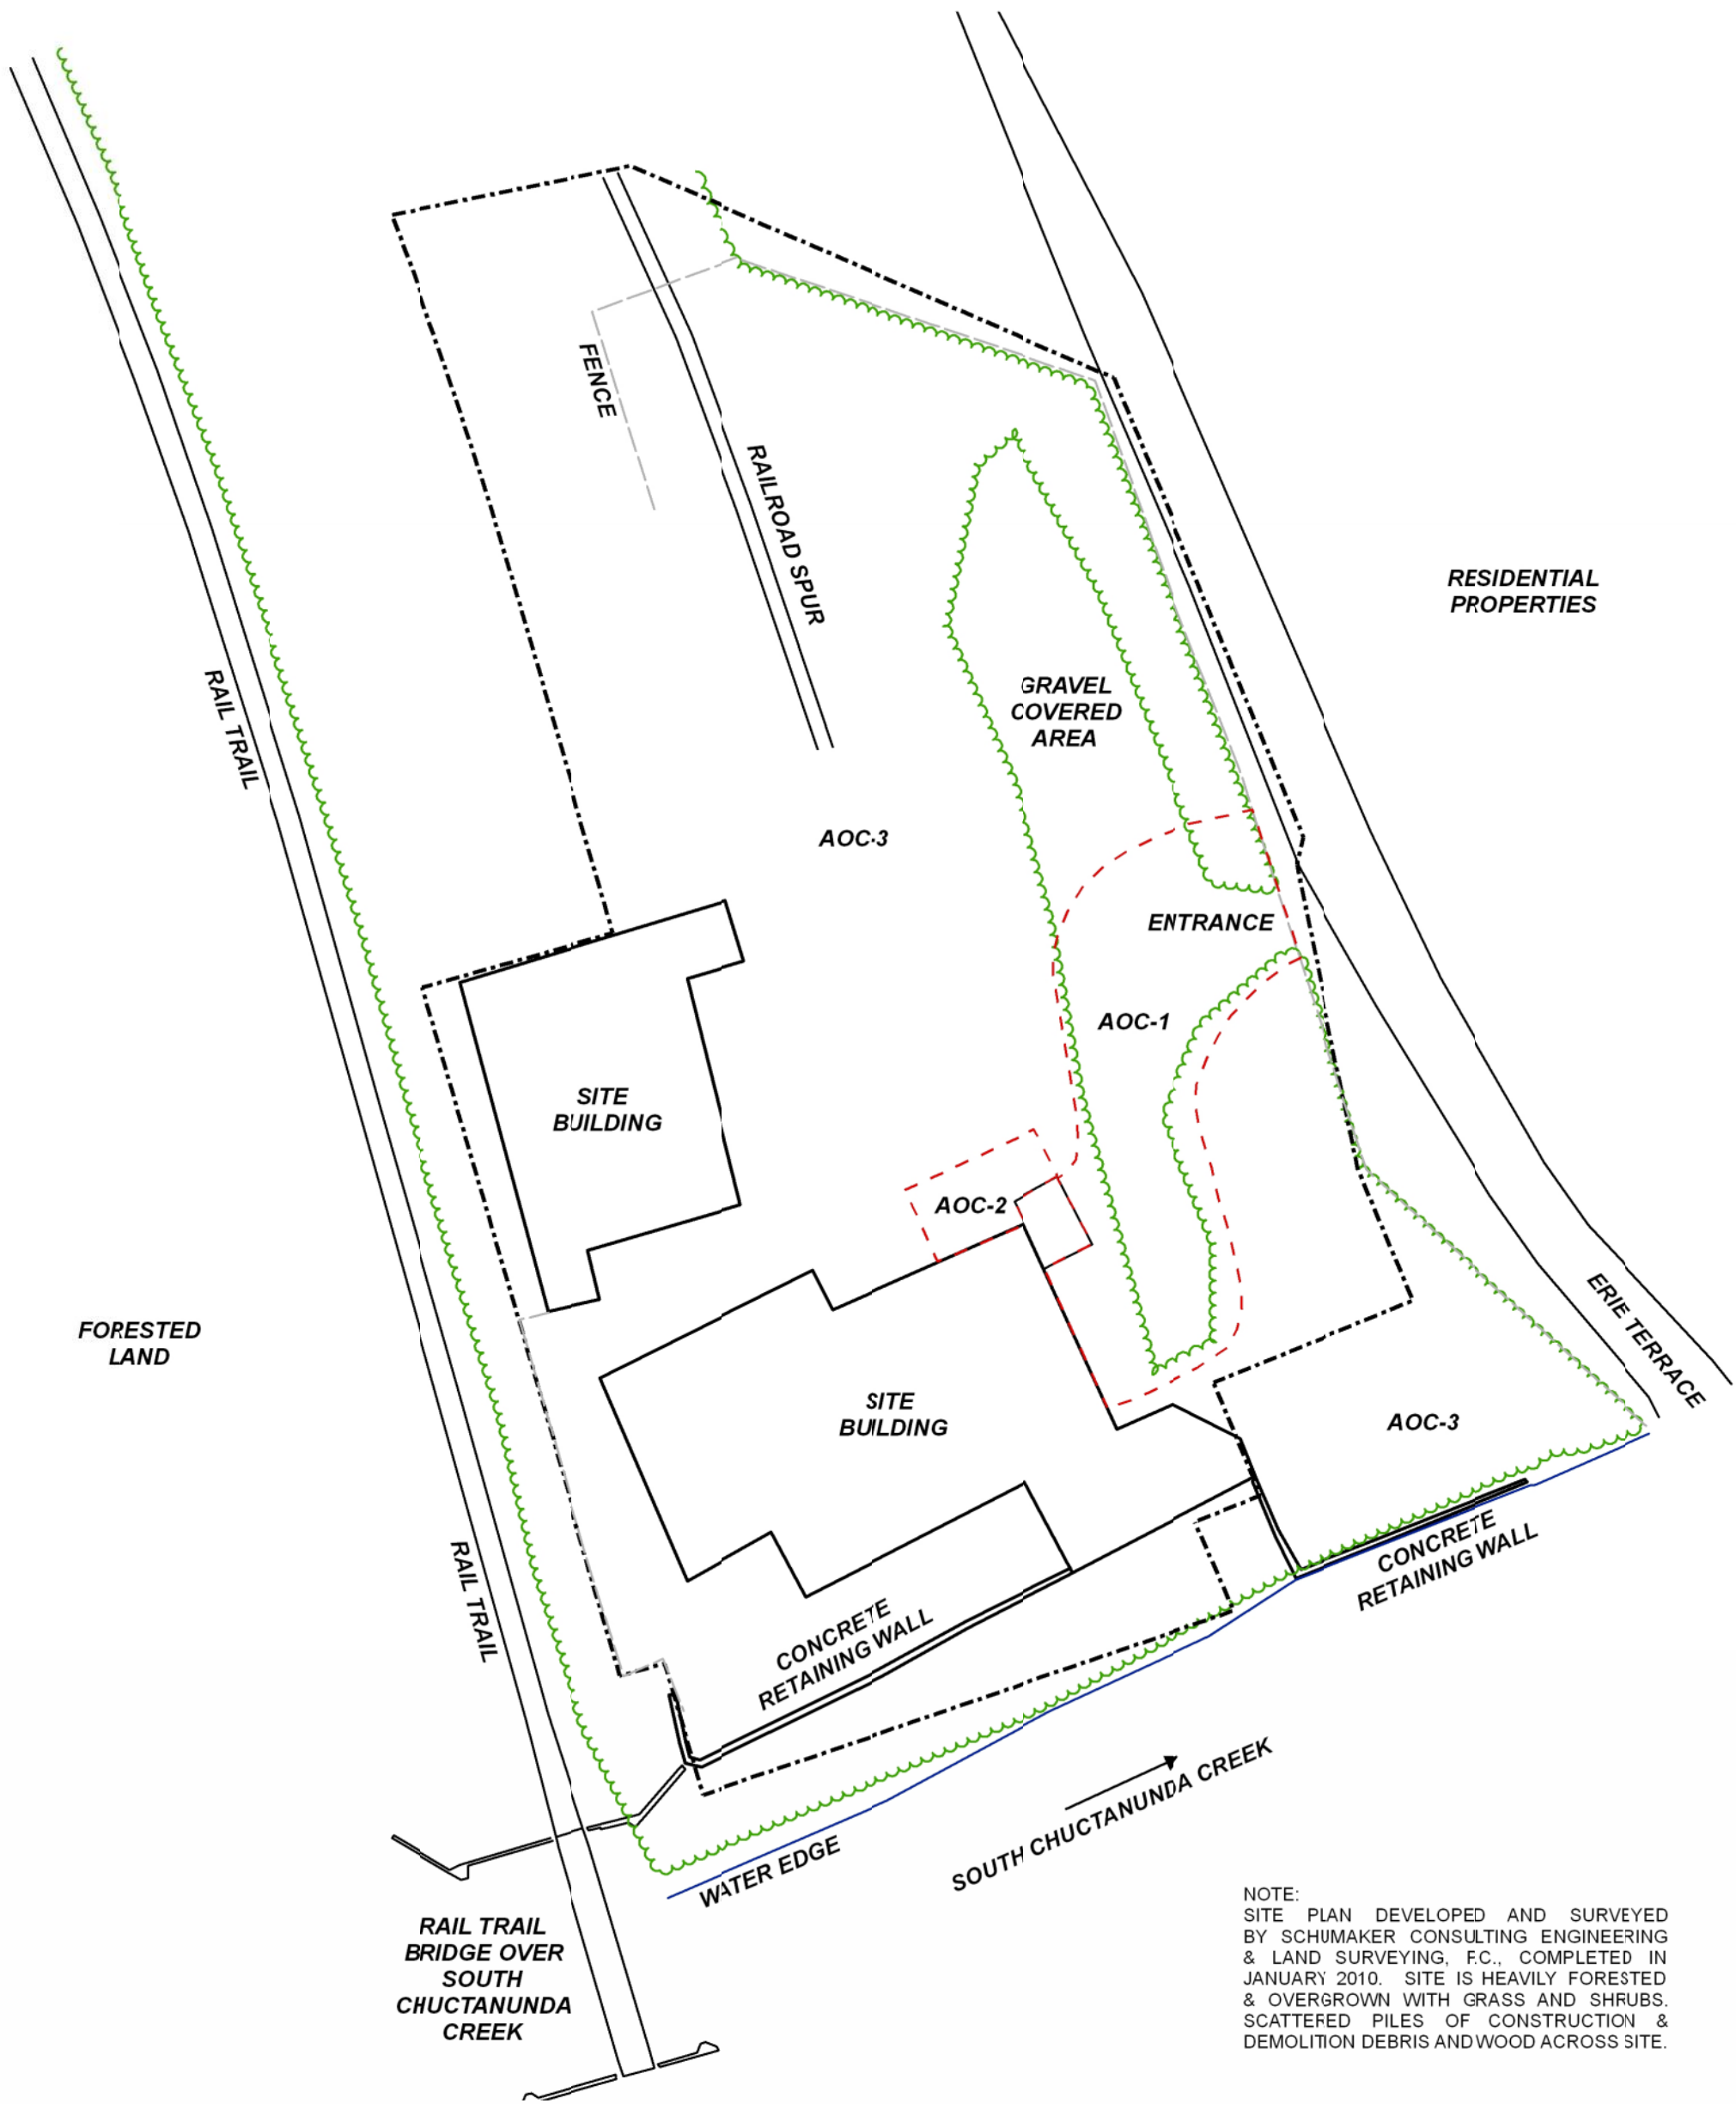 FENCE
RAILROAD SPUR
RESIDENTIAL
PROPERTIES
RAIL TRAIL
GRAVEL
COVERED
AREA
AOC-3
ENTRANCE
AOC-1
SITE
BUILDING
AOC-2
FORESTED
LAND
ERIE TERRACE
SITE
BUILDING
AOC-3
RAIL TRAIL
CONCRETE
RETAINING WALL
CONCRETE
RETAINING WALL
SOUTH CHUCTANUNDA CREEK
WATER EDGE
RAIL TRAIL
BRIDGE OVER
SOUTH
CHUCTANUNDA
CREEK
NOTE:
SITE PLAN DEVELOPED AND SURVEYED
BY SCHUMAKER CONSULTING ENGINEERING
& LAND SURVEYING, P.C., COMPLETED IN
JANUARY 2010. SITE IS HEAVILY FORESTED
& OVERGROWN WITH GRASS AND SHRUBS.
SCATTERED PILES OF CONSTRUCTION &
DEMOLITION DEBRIS AND WOOD ACROSS SITE.